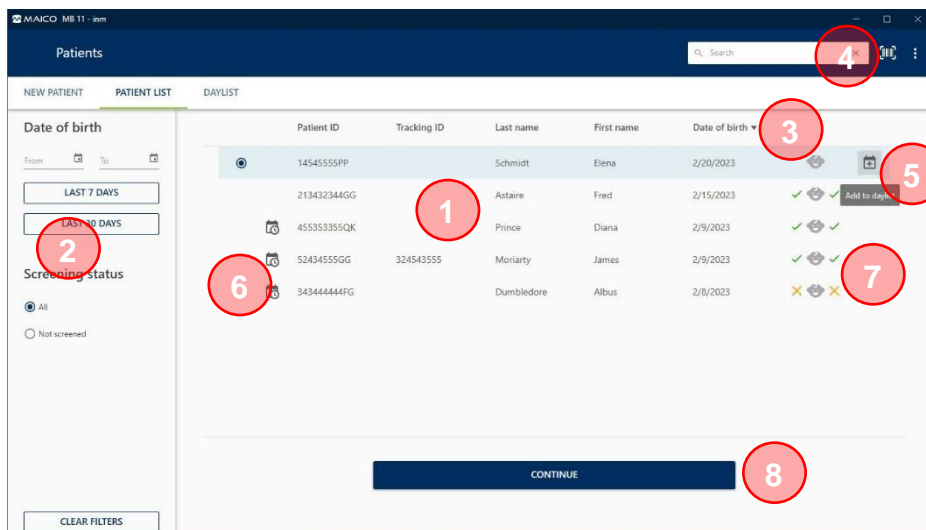 MAICO MB 11 - inm
Patients
Search
4
NEW PATIENT PATIENT LIST DAYLIST
Date of birth
From To
LAST 7 DAYS
LAST 30 DAYS
2
Screening status
All
Not screened
CLEAR FILTERS
Patient ID Tracking ID Last name First name Date of birth
3
14545555PP Schmidt Elena 2/20/2023
5
Add to daylist
213432344GG Astaire Fred 2/15/2023
1
455353355QK Prince Diana 2/9/2023
52434555GG 324543555 Moriarty James 2/9/2023
7
6
343444444FG Dumbledore Albus 2/8/2023
CONTINUE
8